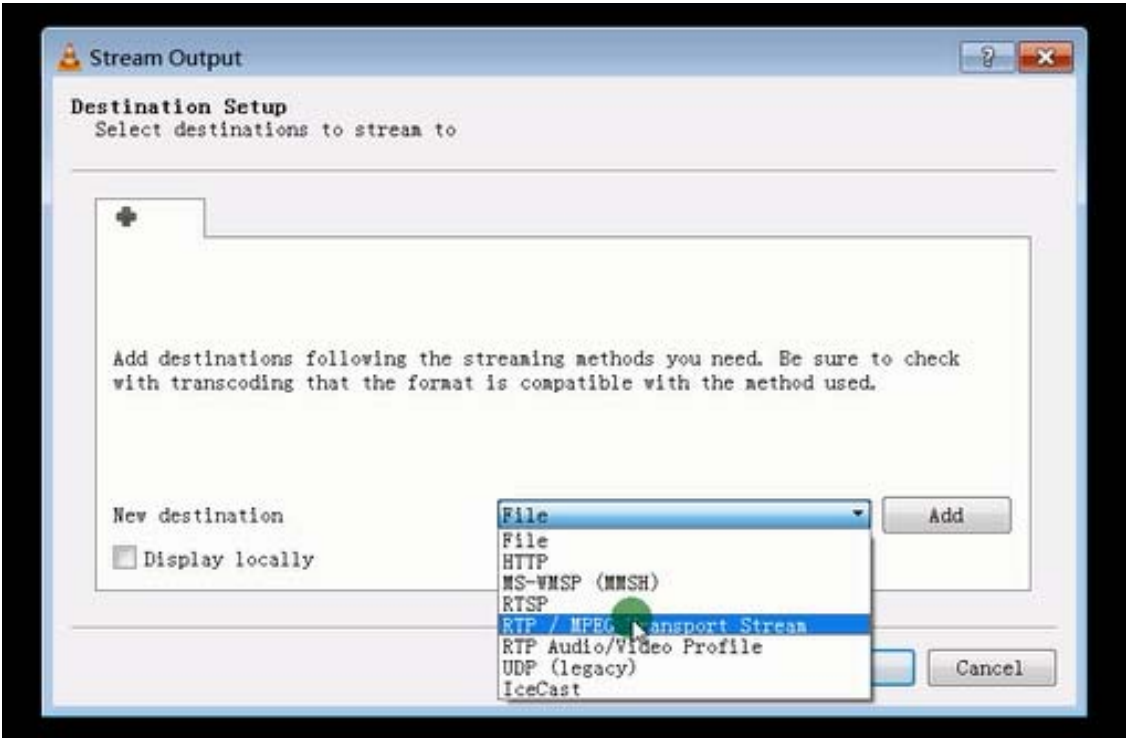 Stream Output
Destination Setup
Select destinations to stream to
Add destinations following the streaming methods you need. Be sure to check
with transcoding that the format is compatible with the method used.
New destination
File
Add
Display locally
File
HTTP
MS-WMSP (MMSH)
RTSP
RTP / MPEG Transport Stream
RTP Audio/Video Profile
UDP (legacy)
IceCast
Cancel